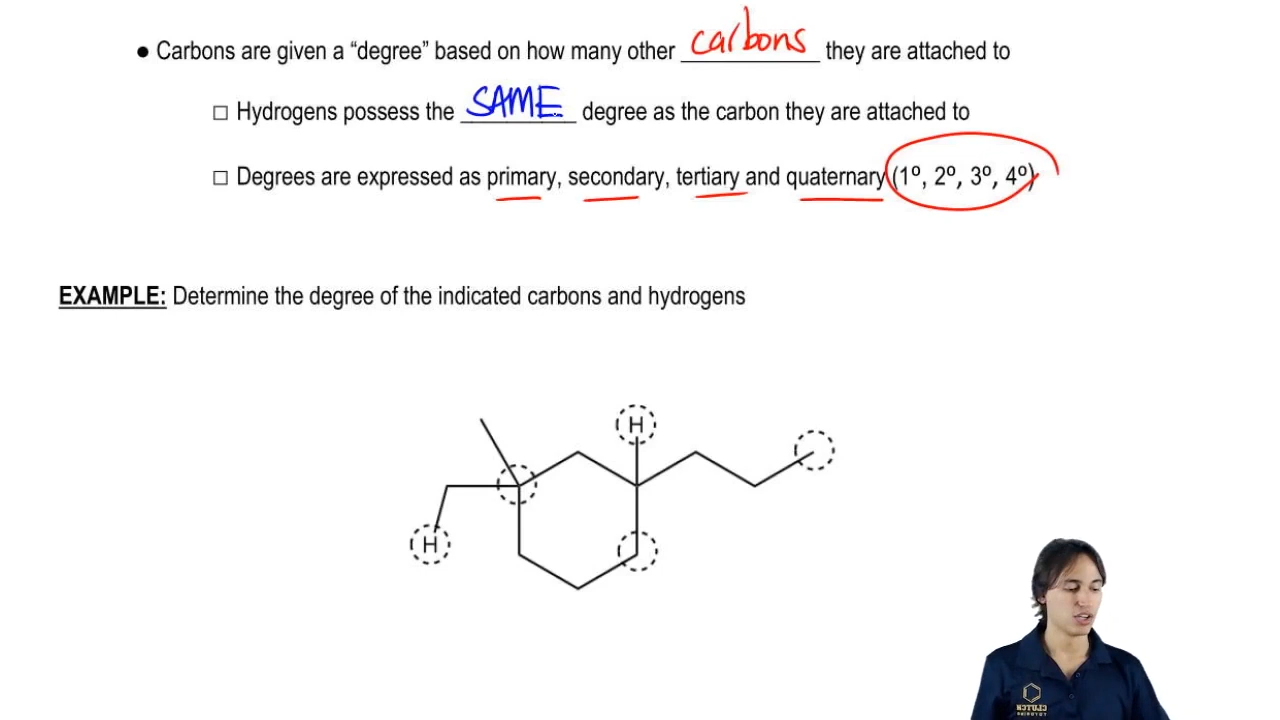 ● Carbons are given a “degree” based on how many other carbons they are attached to
□ Hydrogens possess the SAME degree as the carbon they are attached to
□ Degrees are expressed as primary, secondary, tertiary and quaternary (1º, 2º, 3º, 4º)
EXAMPLE: Determine the degree of the indicated carbons and hydrogens
H
H
CLUTCH